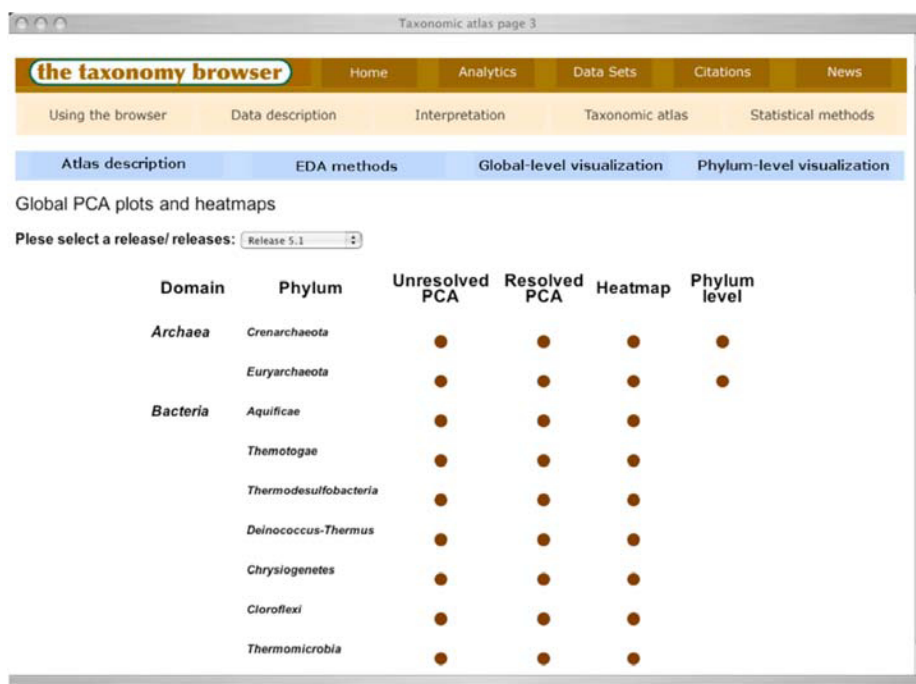 Taxonomic atlas page 3
the taxonomy browser Home Analytics Data Sets Citations News
Using the browser Data description Interpretation Taxonomic atlas Statistical methods
Atlas description EDA methods Global-level visualization Phylum-level visualization
Global PCA plots and heatmaps
Plese select a release/ releases: Release 5.1
Domain Phylum Unresolved PCA Resolved PCA Heatmap Phylum level
Archaea Crenarchaeota
Euryarchaeota
Bacteria Aquificae
Themotogae
Thermodesulfobacteria
Deinococcus-Thermus
Chrysiogenetes
Cloroflexi
Thermomicrobia